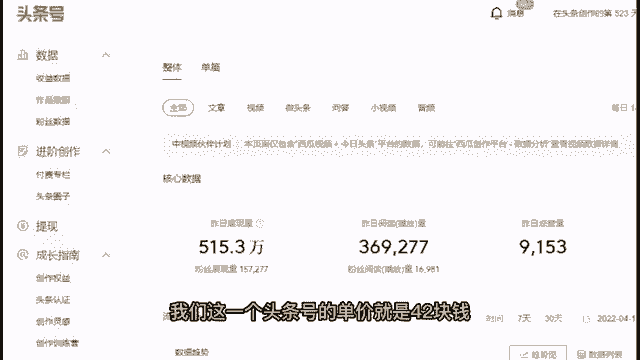 头条号
消息
在头条创作的第 523 天
数据
收益数据
作品数据
粉丝数据
进阶创作
付费专栏
头条圈子
提现
成长指南
创作权益
头条认证
创作灵感
创作训练营
整体 单篇
全部 文章 视频 微头条 问答 小视频 音频
中视频伙伴计划
本页面仅包含"西瓜视频 + 今日头条"平台的数据，可前往"西瓜创作平台 - 数据分析"查看视频数据详情
核心数据
昨日展现量 昨日阅读(播放)量 昨日点赞量
515.3 万 369,277 9,153
粉丝展现量 157,277 粉丝阅读(播放)量 16,981
7天 30天 2022-04-1
我们这一个头条号的单价就是42块钱
数据趋势
趋势图 数据列表